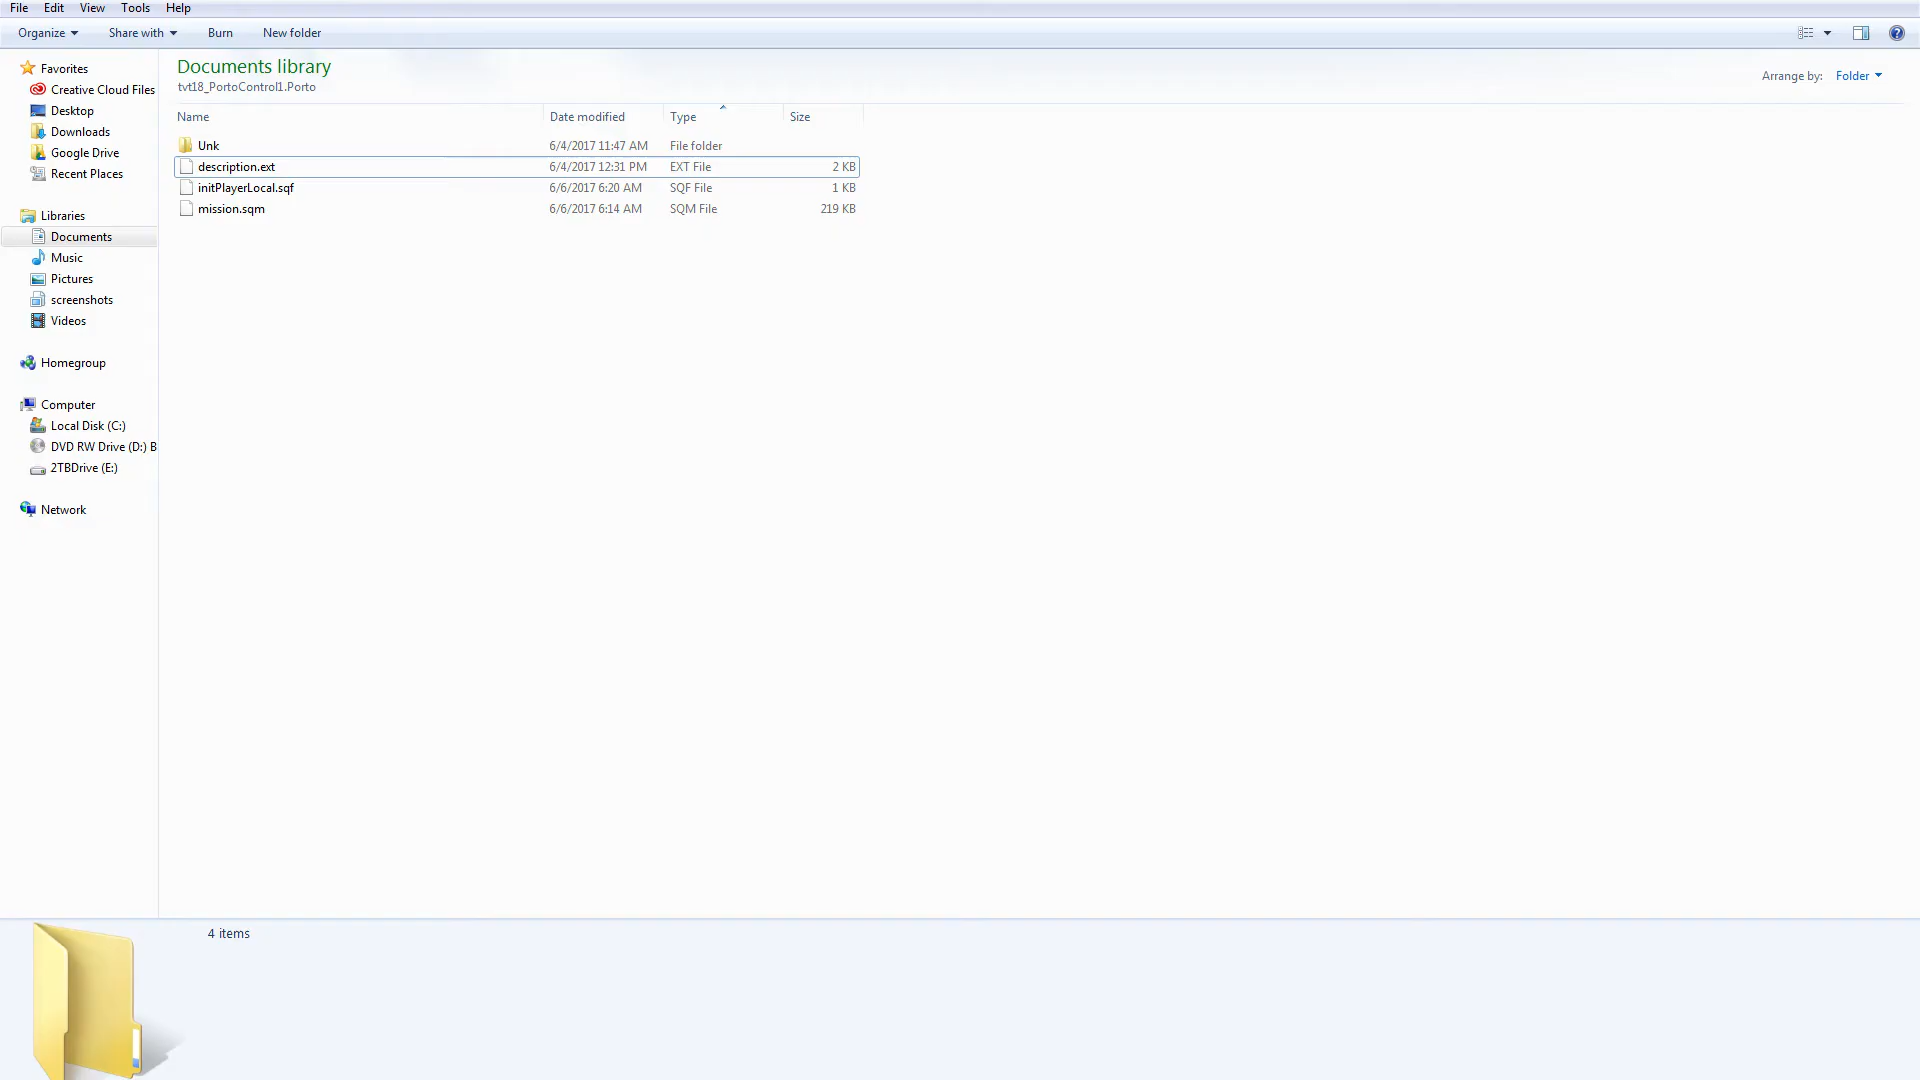 File Edit View Tools Help
Organize Share with Burn New folder
Favorites
Creative Cloud Files
Desktop
Downloads
Google Drive
Recent Places
Libraries
Documents
Music
Pictures
screenshots
Videos
Homegroup
Computer
Local Disk (C:)
DVD RW Drive (D:) B
2TBDrive (E:)
Network
Documents library
tvt18_PortoControl1.Porto
Arrange by: Folder
Name Date modified Type Size
Unk 6/4/2017 11:47 AM File folder
description.ext 6/4/2017 12:31 PM EXT File 2 KB
initPlayerLocal.sqf 6/6/2017 6:20 AM SQF File 1 KB
mission.sqm 6/6/2017 6:14 AM SQM File 219 KB
4 items